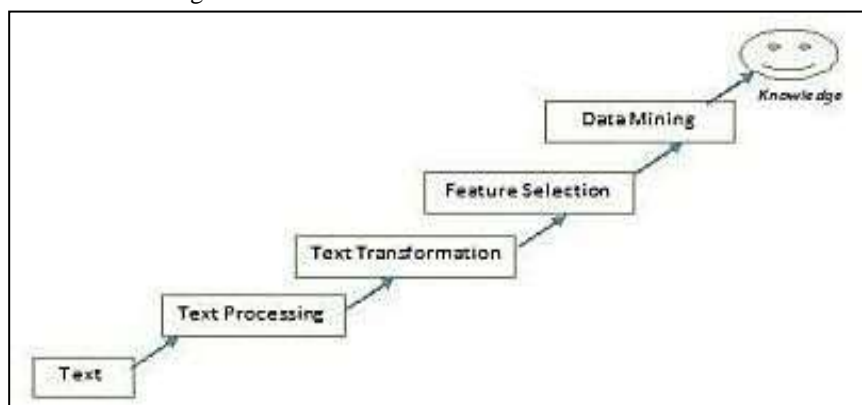 Knowledge
Data Mining
Feature Selection
Text Transformation
Text Processing
Text